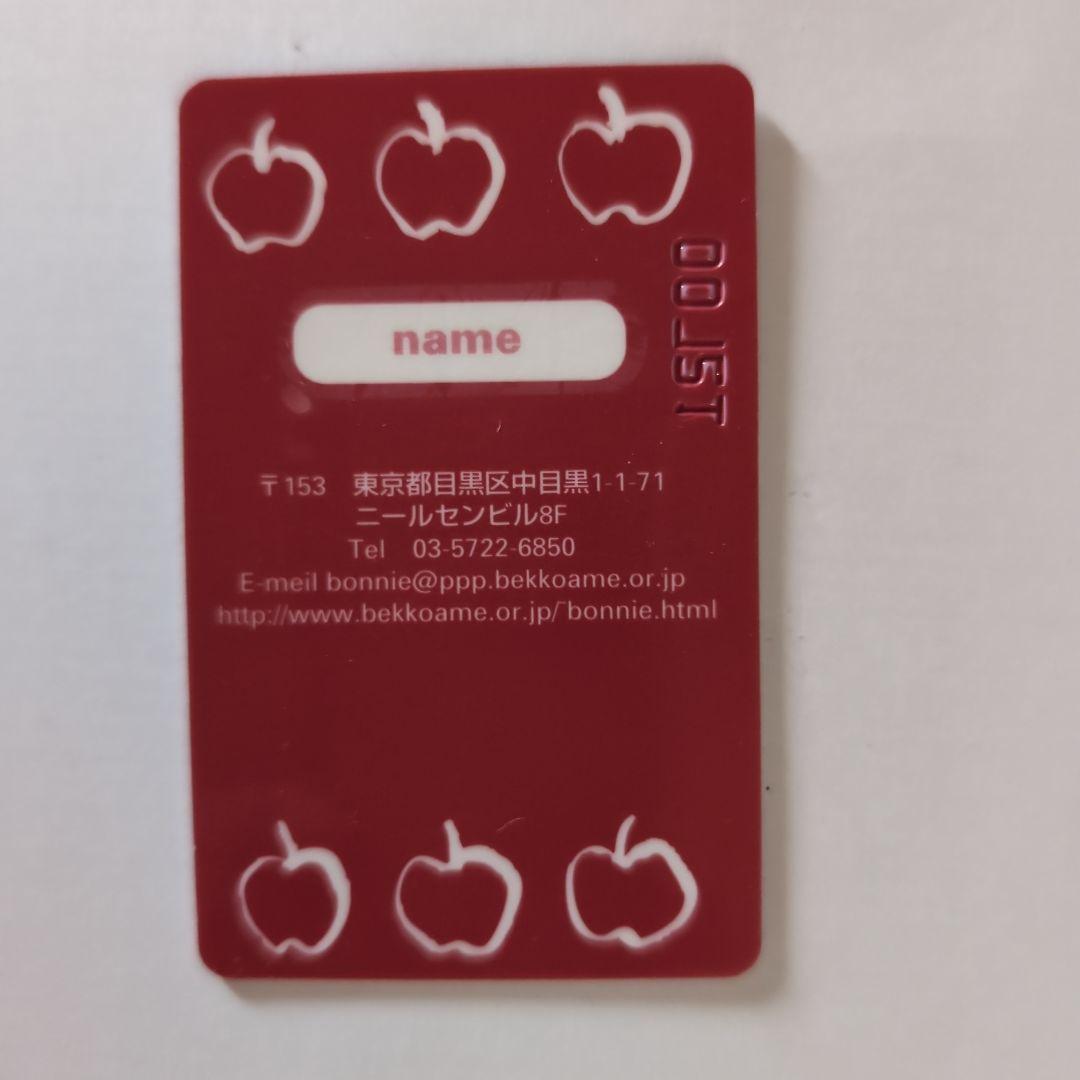 name
〒153　東京都目黒区中目黒1-1-71
ニールセンビル8F
Tel　03-5722-6850
E-meil bonnie@ppp.bekkoame.or.jp
http://www.bekkoame.or.jp/~bonnie.html